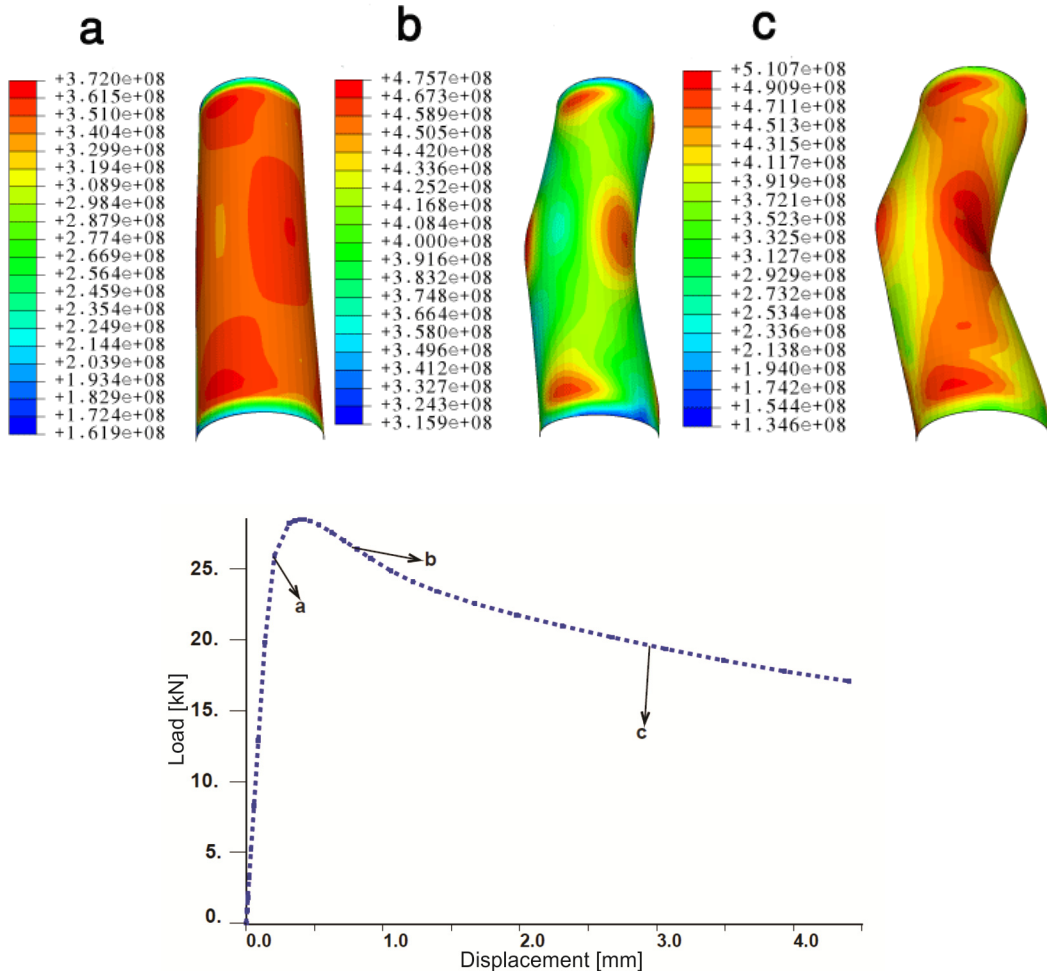 a
b
c
+3.720e+08
+3.615e+08
+3.510e+08
+3.404e+08
+3.299e+08
+3.194e+08
+3.089e+08
+2.984e+08
+2.879e+08
+2.774e+08
+2.669e+08
+2.564e+08
+2.459e+08
+2.354e+08
+2.249e+08
+2.144e+08
+2.039e+08
+1.934e+08
+1.829e+08
+1.724e+08
+1.619e+08
+4.757e+08
+4.673e+08
+4.589e+08
+4.505e+08
+4.420e+08
+4.336e+08
+4.252e+08
+4.168e+08
+4.084e+08
+4.000e+08
+3.916e+08
+3.832e+08
+3.748e+08
+3.664e+08
+3.580e+08
+3.496e+08
+3.412e+08
+3.327e+08
+3.243e+08
+3.159e+08
+5.107e+08
+4.909e+08
+4.711e+08
+4.513e+08
+4.315e+08
+4.117e+08
+3.919e+08
+3.721e+08
+3.523e+08
+3.325e+08
+3.127e+08
+2.929e+08
+2.732e+08
+2.534e+08
+2.336e+08
+2.138e+08
+1.940e+08
+1.742e+08
+1.544e+08
+1.346e+08
25.
20.
15.
10.
5.
0.
Load [kN]
a
b
c
0.0 1.0 2.0 3.0 4.0
Displacement [mm]